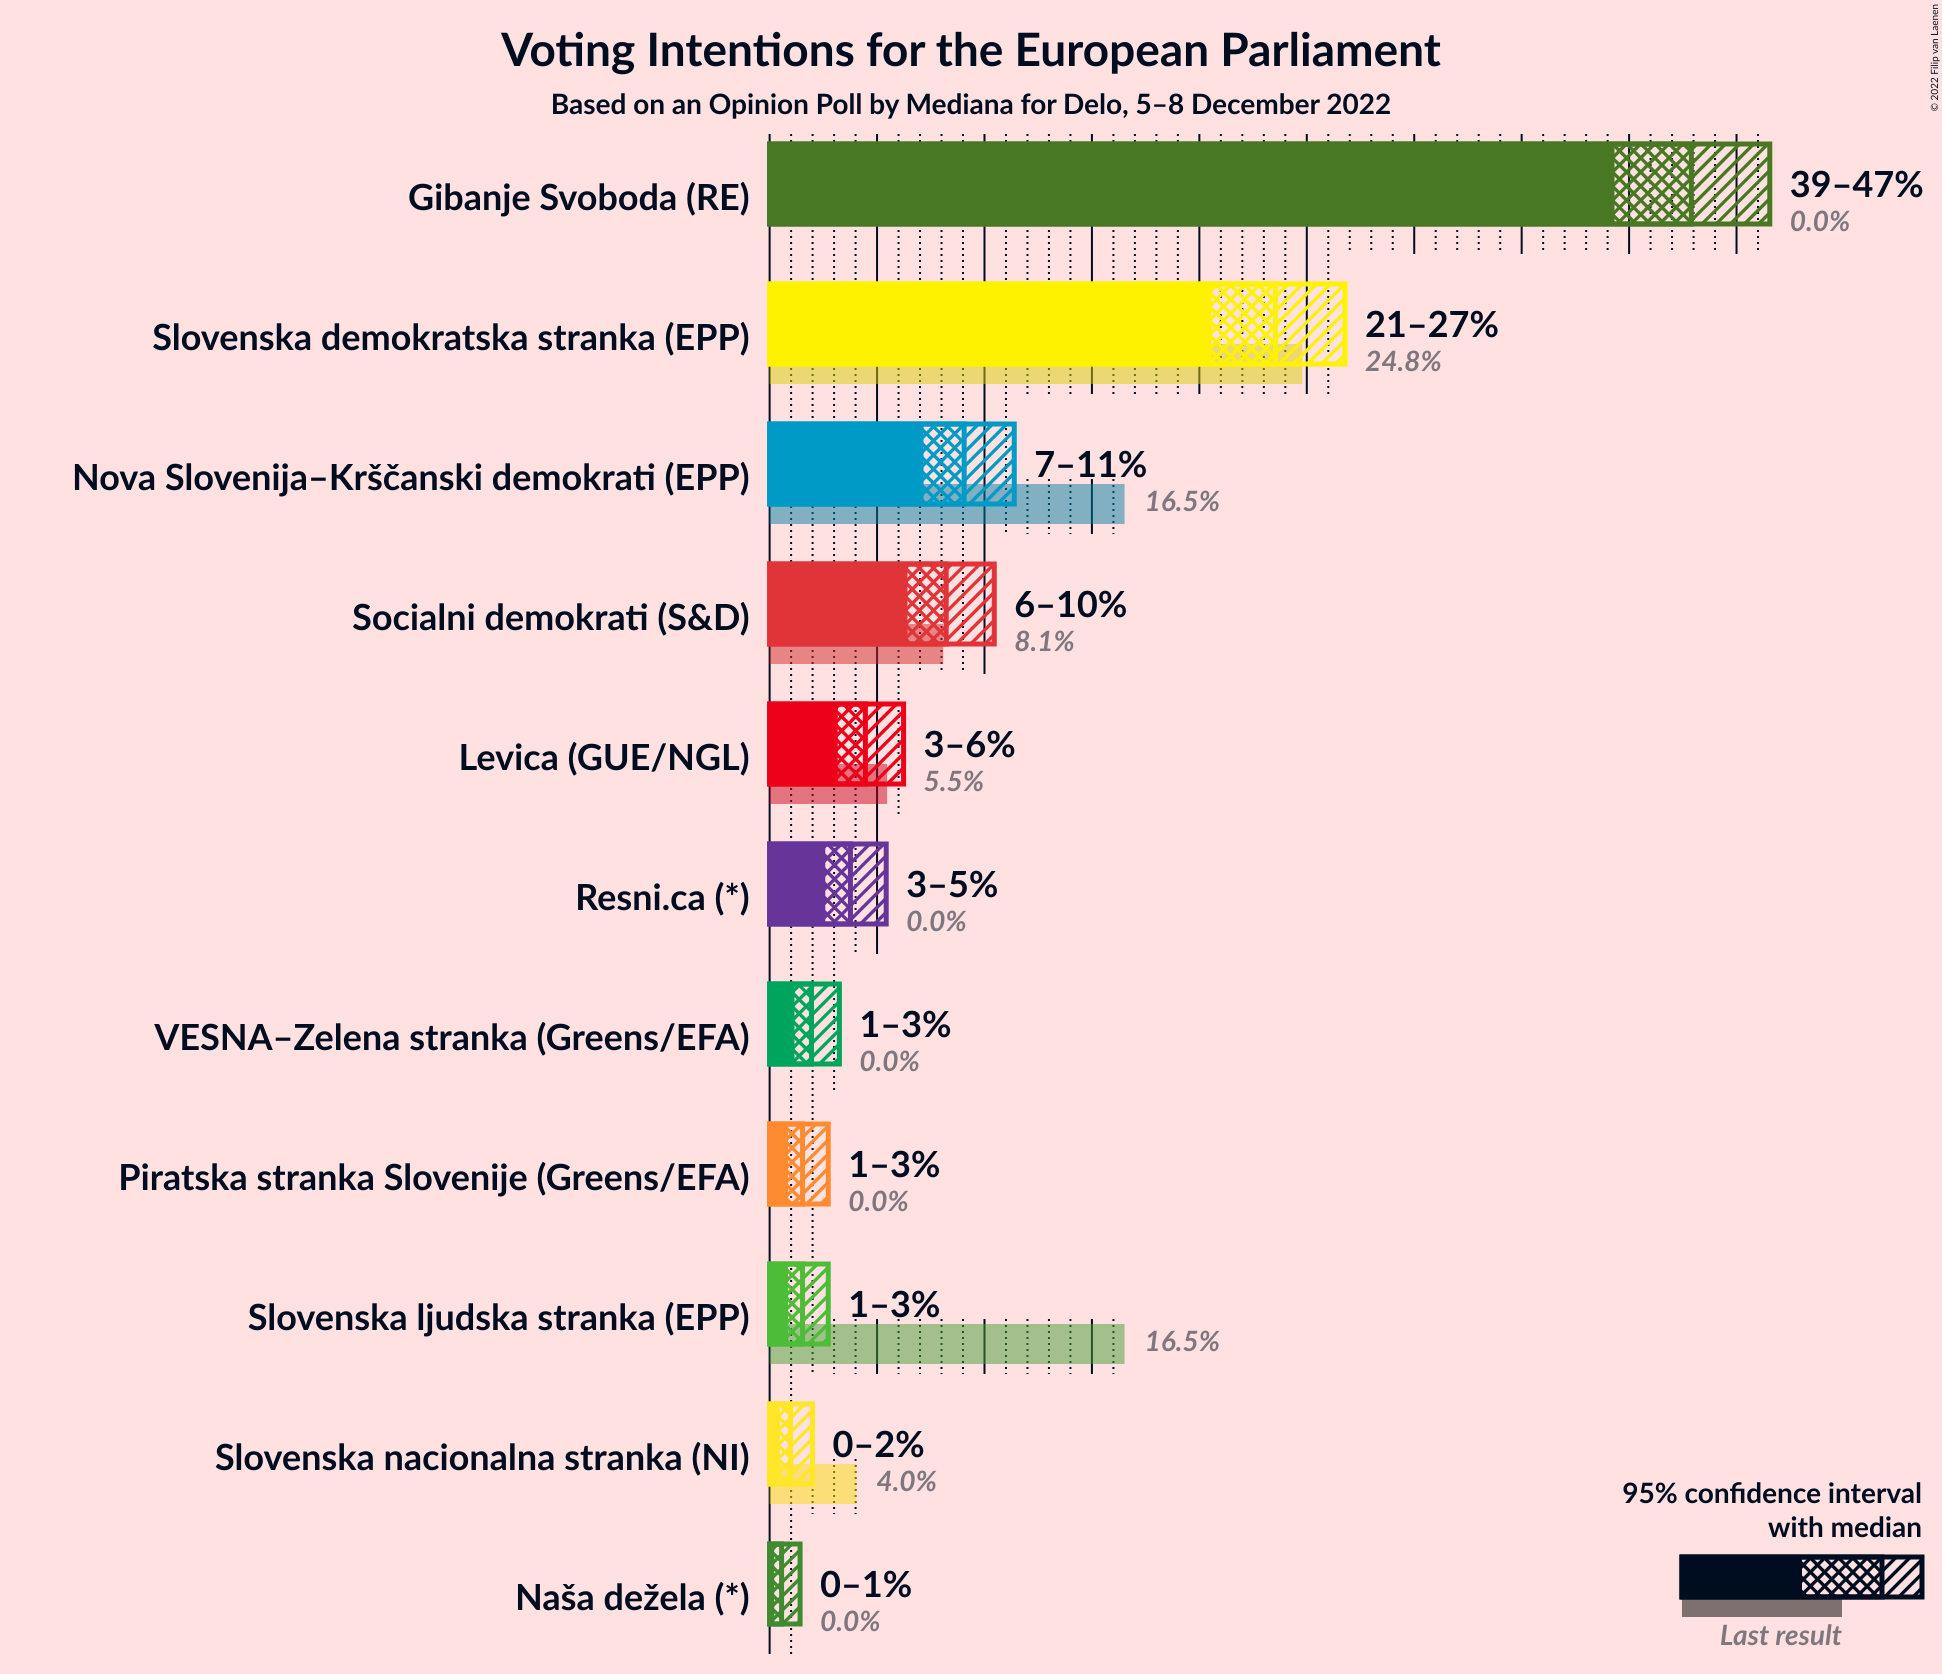 Voting Intentions for the European Parliament
Based on an Opinion Poll by Mediana for Delo, 5–8 December 2022
© 2022 Filip van Laenen
Gibanje Svoboda (RE)
39–47%
0.0%
Slovenska demokratska stranka (EPP)
21–27%
24.8%
Nova Slovenija–Krščanski demokrati (EPP)
7–11%
16.5%
Socialni demokrati (S&D)
6–10%
8.1%
Levica (GUE/NGL)
3–6%
5.5%
Resni.ca (*)
3–5%
0.0%
VESNA–Zelena stranka (Greens/EFA)
1–3%
0.0%
Piratska stranka Slovenije (Greens/EFA)
1–3%
0.0%
Slovenska ljudska stranka (EPP)
1–3%
16.5%
Slovenska nacionalna stranka (NI)
0–2%
4.0%
Naša dežela (*)
0–1%
0.0%
95% confidence interval
with median
Last result